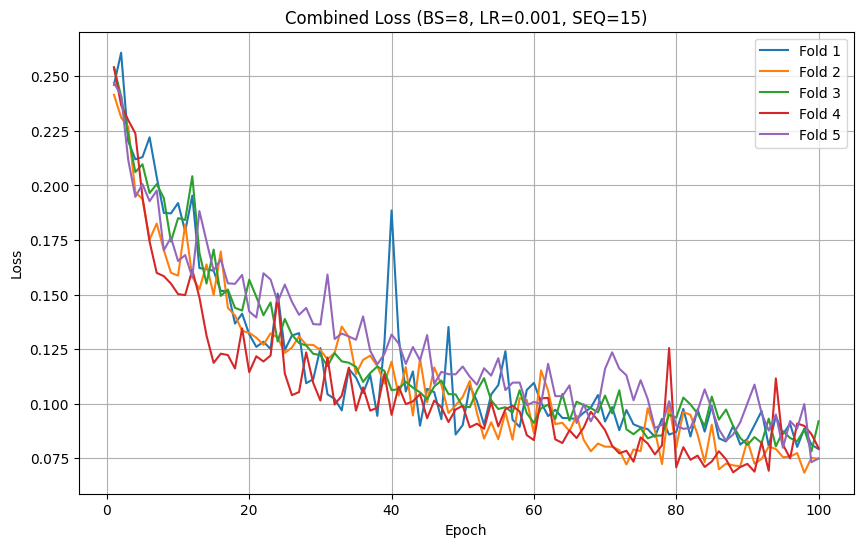 Combined Loss (BS=8, LR=0.001, SEQ=15)
Fold 1
Fold 2
Fold 3
Fold 4
Fold 5
Loss
0.250
0.225
0.200
0.175
0.150
0.125
0.100
0.075
0 20 40 60 80 100
Epoch